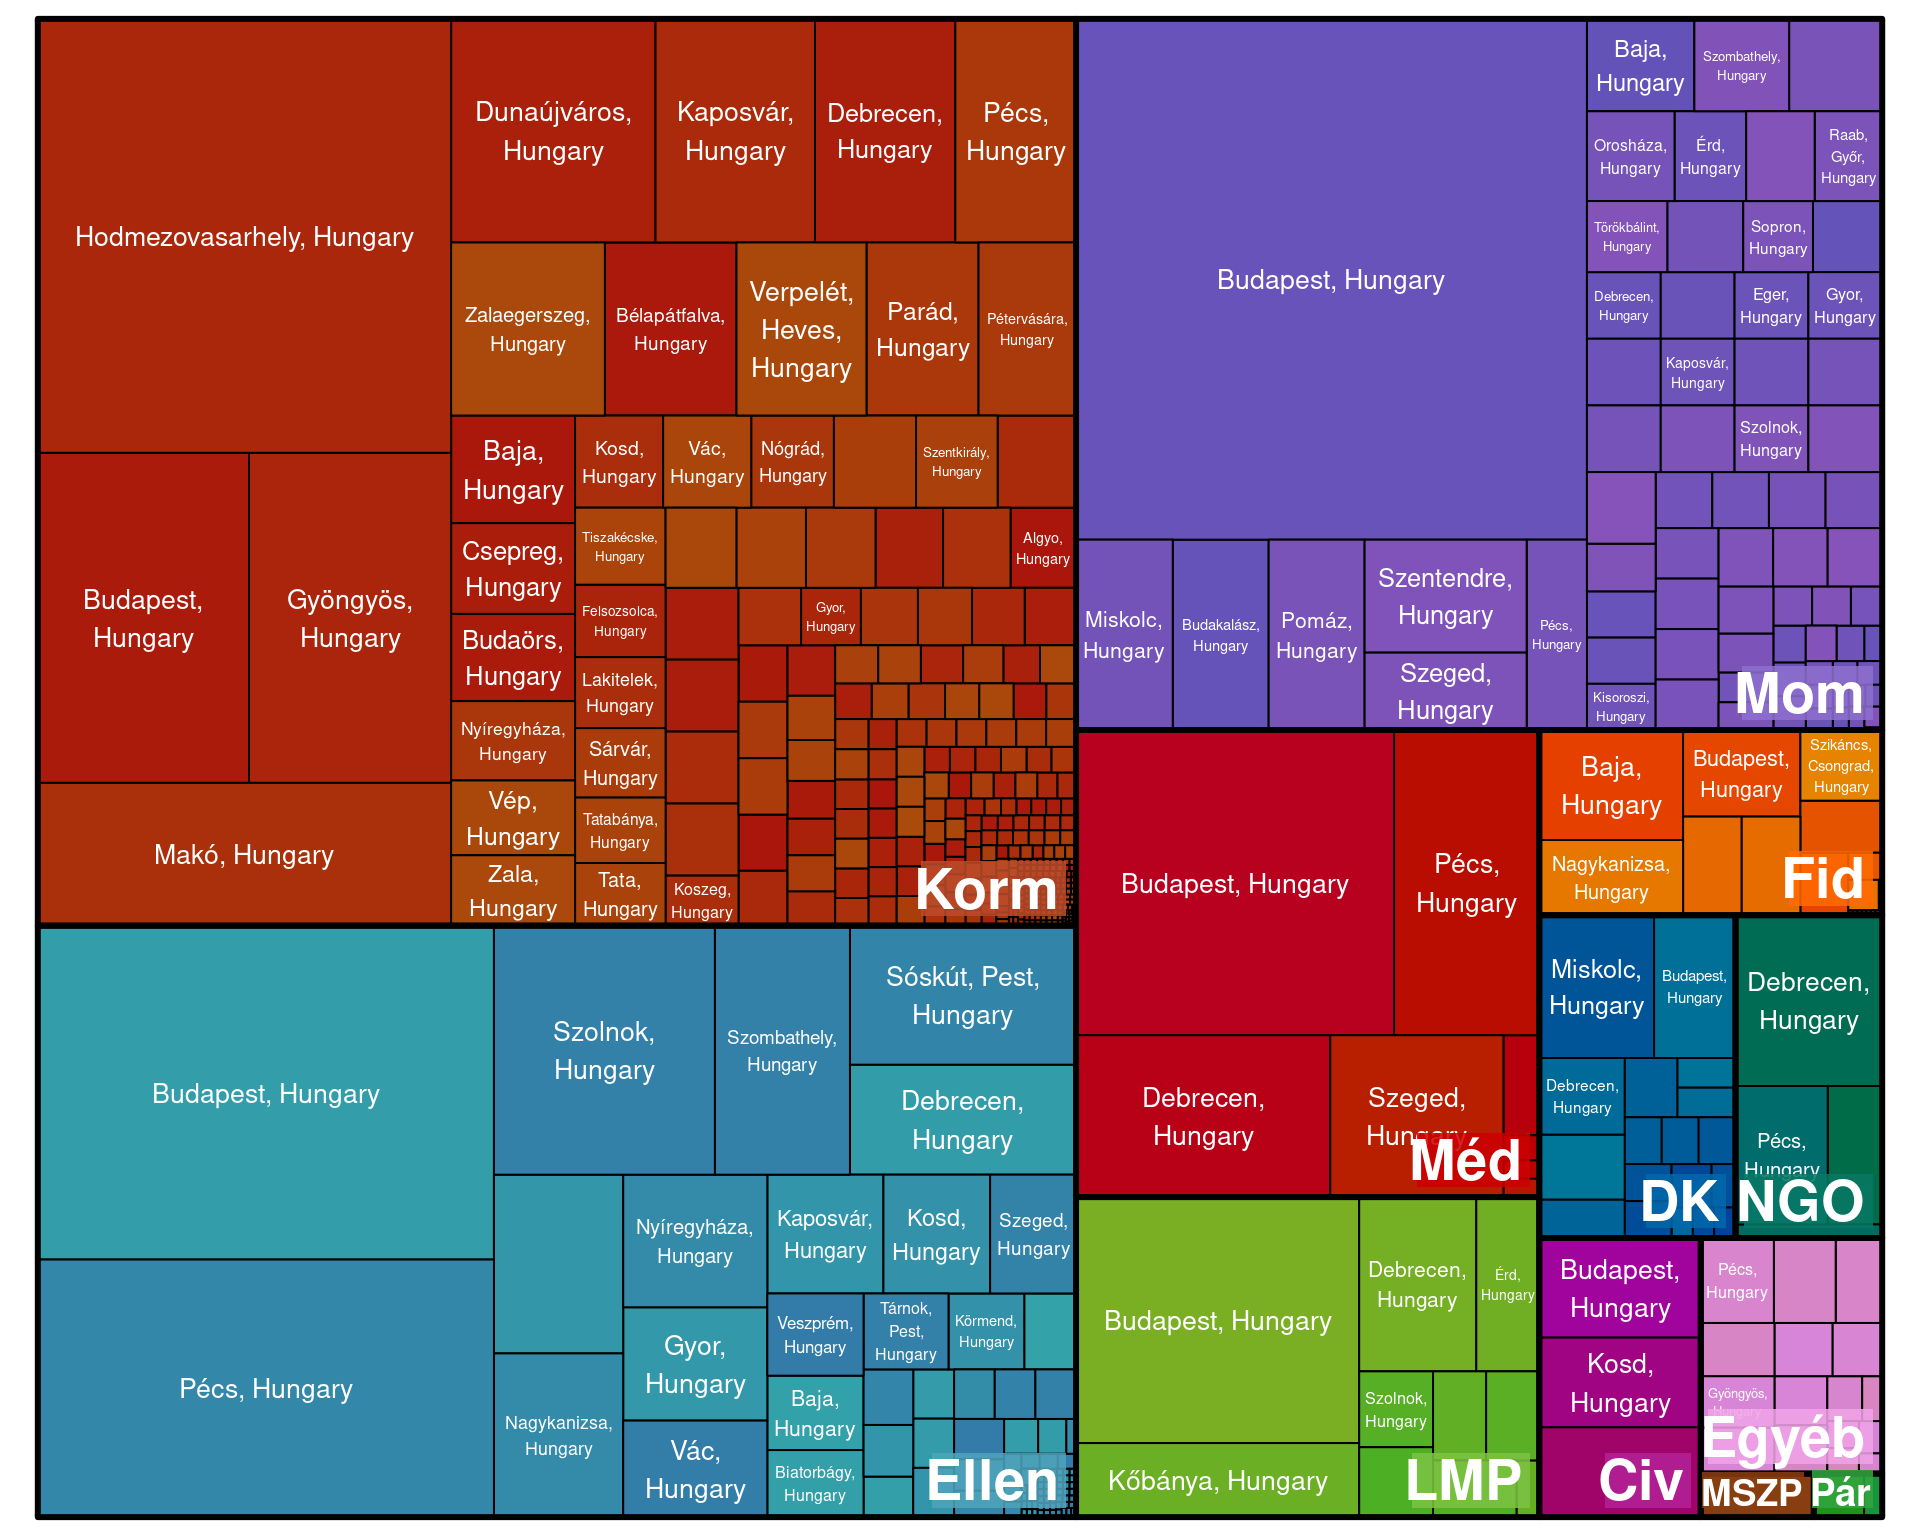 Hodmezovasarhely, Hungary
Budapest,
Hungary
Gyöngyös,
Hungary
Makó, Hungary
Dunaújváros,
Hungary
Kaposvár,
Hungary
Debrecen,
Hungary
Pécs,
Hungary
Zalaegerszeg,
Hungary
Bélapátfalva,
Hungary
Verpelét,
Heves,
Hungary
Parád,
Hungary
Pétervására,
Hungary
Baja,
Hungary
Csepreg,
Hungary
Budaörs,
Hungary
Nyíregyháza,
Hungary
Vép,
Hungary
Zala,
Hungary
Kosd,
Hungary
Vác,
Hungary
Nógrád,
Hungary
Szentkirály,
Hungary
Tiszakécske,
Hungary
Algyo,
Hungary
Felsozsolca,
Hungary
Gyor,
Hungary
Lakitelek,
Hungary
Sárvár,
Hungary
Tatabánya,
Hungary
Tata,
Hungary
Koszeg,
Hungary
Korm
Budapest, Hungary
Baja,
Hungary
Szombathely,
Hungary
Orosháza,
Hungary
Érd,
Hungary
Raab,
Győr,
Hungary
Törökbálint,
Hungary
Sopron,
Hungary
Debrecen,
Hungary
Eger,
Hungary
Gyor,
Hungary
Kaposvár,
Hungary
Szolnok,
Hungary
Miskolc,
Hungary
Budakalász,
Hungary
Pomáz,
Hungary
Szentendre,
Hungary
Szeged,
Hungary
Pécs,
Hungary
Kisoroszi,
Hungary
Mom
Budapest, Hungary
Pécs, Hungary
Szolnok,
Hungary
Szombathely,
Hungary
Sóskút, Pest,
Hungary
Debrecen,
Hungary
Nyíregyháza,
Hungary
Kaposvár,
Hungary
Kosd,
Hungary
Szeged,
Hungary
Gyor,
Hungary
Veszprém,
Hungary
Tárnok,
Pest,
Hungary
Körmend,
Hungary
Nagykanizsa,
Hungary
Vác,
Hungary
Baja,
Hungary
Biatorbágy,
Hungary
Ellen
Budapest, Hungary
Pécs,
Hungary
Debrecen,
Hungary
Szeged,
Hungary
Méd
Baja,
Hungary
Budapest,
Hungary
Szikáncs,
Csongrad,
Hungary
Nagykanizsa,
Hungary
Fid
Miskolc,
Hungary
Budapest,
Hungary
Debrecen,
Hungary
DK
Debrecen,
Hungary
Pécs,
Hungary
NGO
Budapest, Hungary
Debrecen,
Hungary
Érd,
Hungary
Szolnok,
Hungary
Kőbánya, Hungary
LMP
Budapest,
Hungary
Kosd,
Hungary
Civ
Pécs,
Hungary
Gyöngyös,
Hungary
Egyéb
MSZP
Pár